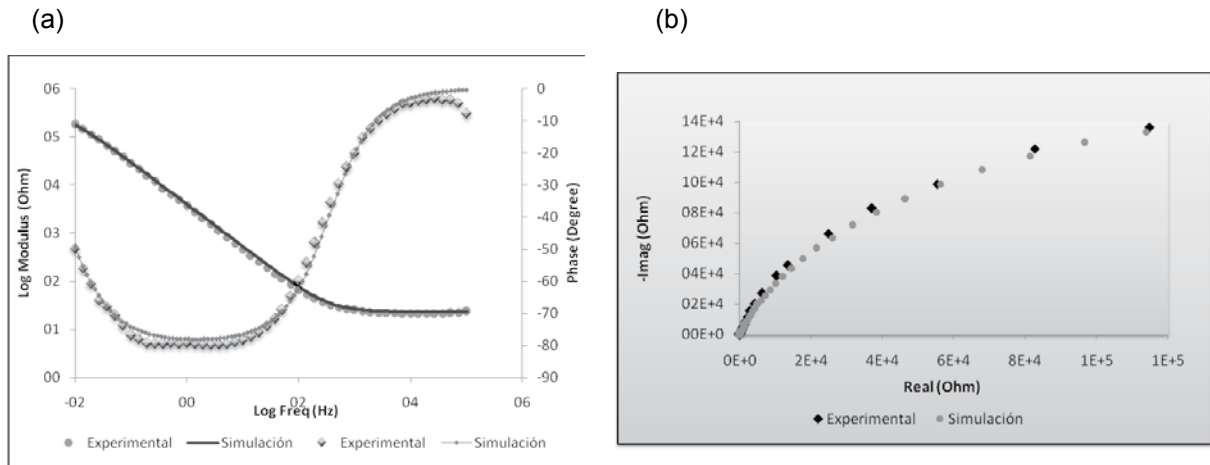 (a)
(b)
06
05
04
03
02
01
00
Log Modulus (Ohm)
0
-10
-20
-30
-40
-50
-60
-70
-80
-90
Phase (Degree)
-02 00 02 04 06
Log Freq (Hz)
Experimental Simulación Experimental Simulación
14E+4
12E+4
10E+4
08E+4
06E+4
04E+4
02E+4
00E+4
-Imag (Ohm)
0E+0 2E+4 4E+4 6E+4 8E+4 1E+5 1E+5
Real (Ohm)
Experimental Simulación